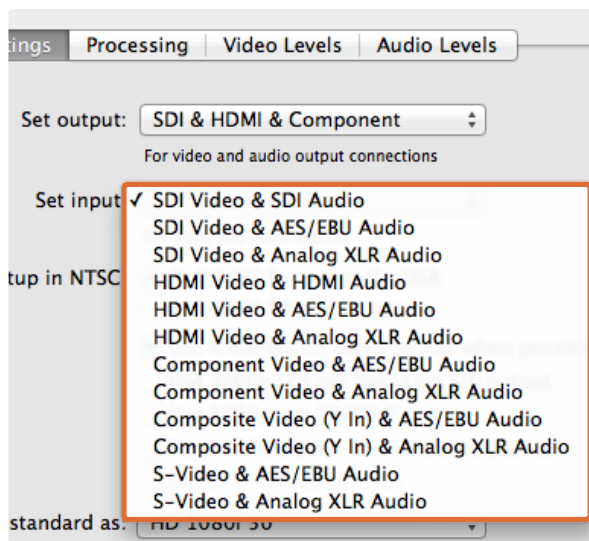 ings Processing Video Levels Audio Levels
Set output: SDI & HDMI & Component
For video and audio output connections
Set input ✓ SDI Video & SDI Audio
SDI Video & AES/EBU Audio
SDI Video & Analog XLR Audio
tup in NTSC
HDMI Video & HDMI Audio
HDMI Video & AES/EBU Audio
HDMI Video & Analog XLR Audio
Component Video & AES/EBU Audio
Component Video & Analog XLR Audio
Composite Video (Y In) & AES/EBU Audio
Composite Video (Y In) & Analog XLR Audio
S-Video & AES/EBU Audio
S-Video & Analog XLR Audio
standard as: HD 1080i 50